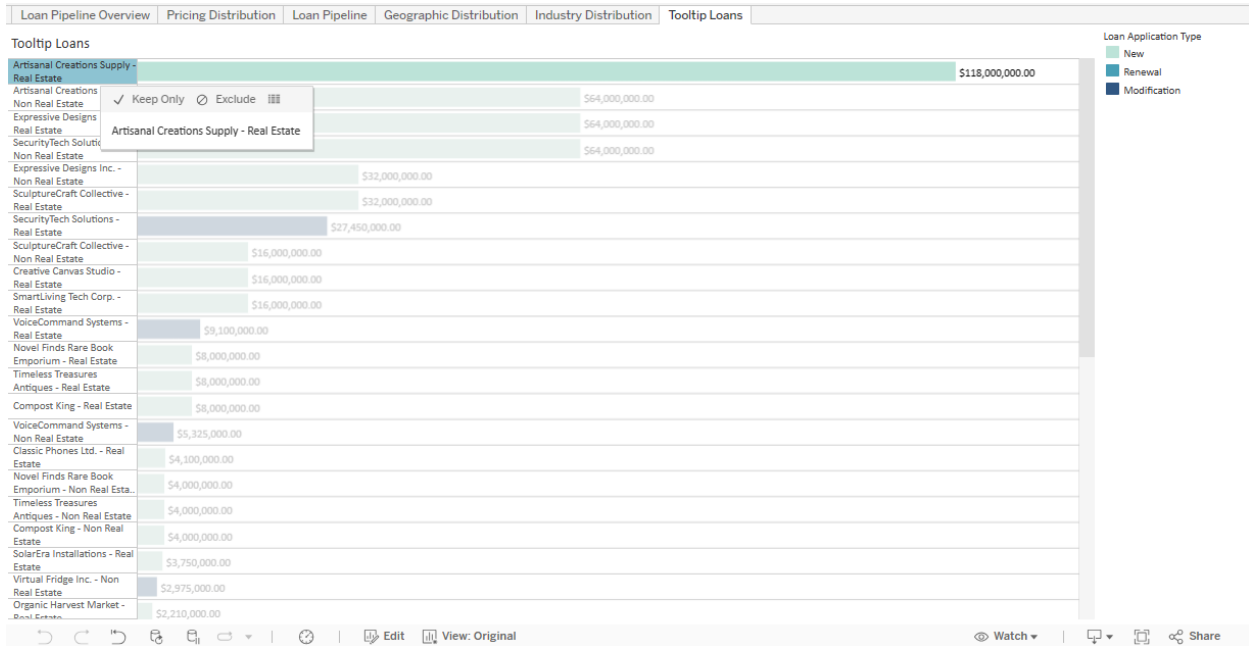 Loan Pipeline Overview
Pricing Distribution
Loan Pipeline
Geographic Distribution
Industry Distribution
Tooltip Loans
Tooltip Loans
Artisanal Creations Supply -
Real Estate
$118,000,000.00
Artisanal Creations
Non Real Estate
$64,000,000.00
Expressive Designs
Real Estate
$64,000,000.00
SecurityTech
Non Real Estate
$64,000,000.00
Keep Only
Exclude
Artisanal Creations Supply - Real Estate
Expressive Designs Inc. -
Non Real Estate
$32,000,000.00
SculptureCraft Collective -
Real Estate
$32,000,000.00
SecurityTech Solutions -
Real Estate
$27,450,000.00
SculptureCraft Collective -
Non Real Estate
$16,000,000.00
Creative Canvas Studio -
Real Estate
$16,000,000.00
SmartLiving Tech Corp. -
Real Estate
$16,000,000.00
VoiceCommand Systems -
Real Estate
$9,100,000.00
Novel Finds Rare Book
Emporium - Real Estate
$8,000,000.00
Timeless Treasures
Antiques - Real Estate
$8,000,000.00
Compost King - Real Estate
$8,000,000.00
VoiceCommand Systems -
Non Real Estate
$5,325,000.00
Classic Phones Ltd. - Real
Estate
$4,100,000.00
Novel Finds Rare Book
Emporium - Non Real Esta..
$4,000,000.00
Timeless Treasures
Antiques - Non Real Estate
$4,000,000.00
Compost King - Non Real
Estate
$4,000,000.00
SolarEra Installations - Real
Estate
$3,750,000.00
Virtual Fridge Inc. - Non
Real Estate
$2,975,000.00
Organic Harvest Market -
Real Estate
$2,210,000.00
Loan Application Type
New
Renewal
Modification
Edit
View: Original
Watch
Share